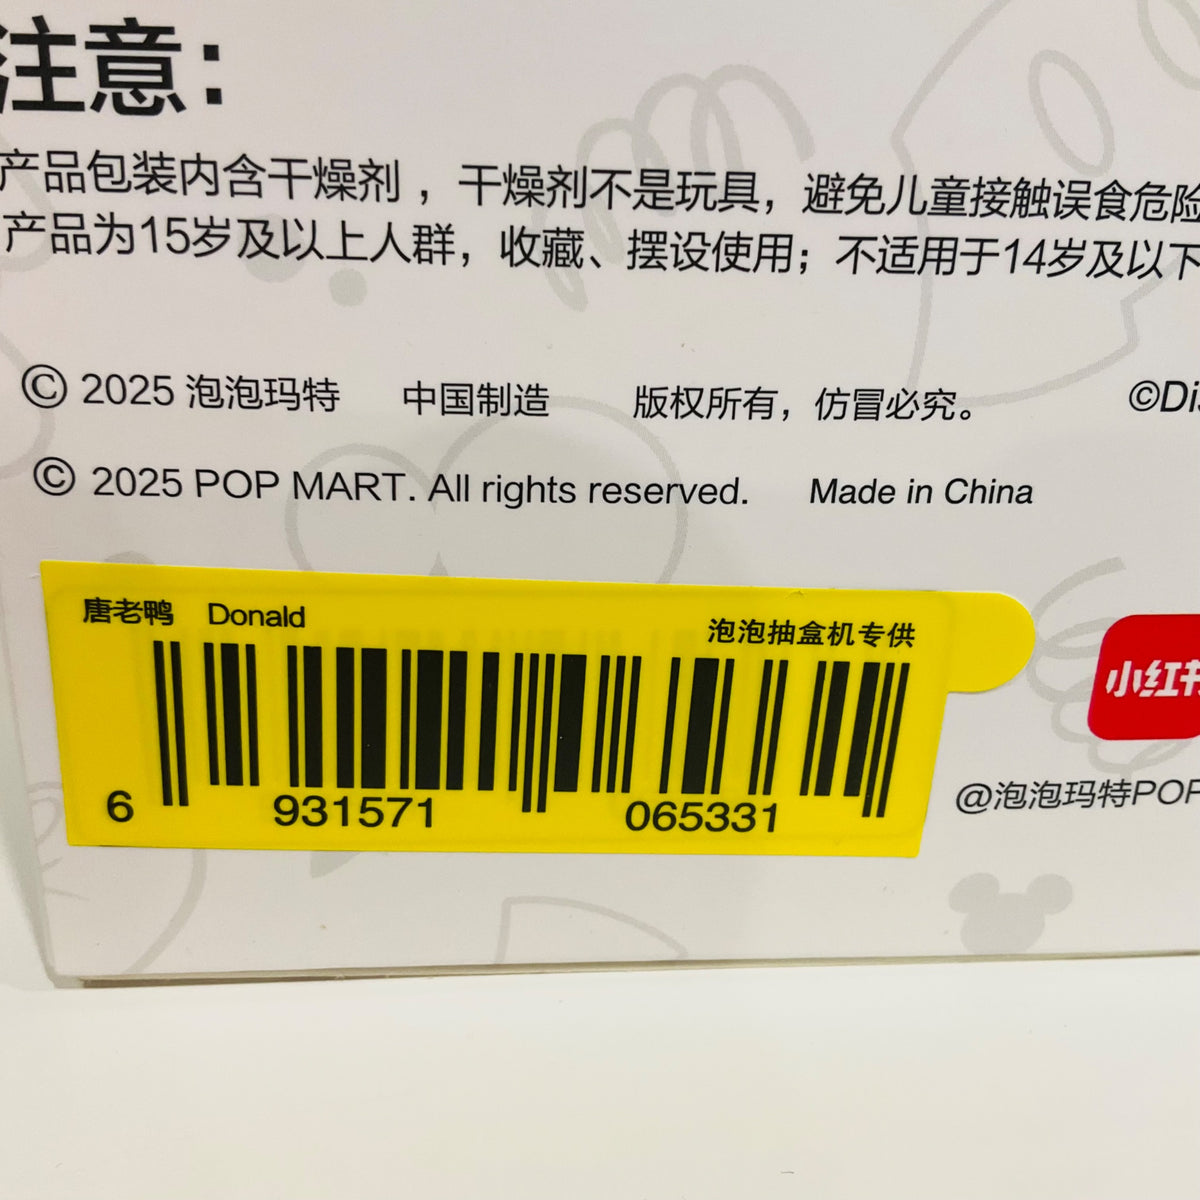 注意：
产品包装内含干燥剂，干燥剂不是玩具，避免儿童接触误食危险
产品为15岁及以上人群，收藏、摆设使用；不适用于14岁及以下
© 2025 泡泡玛特 中国制造 版权所有，仿冒必究。 ©Dis
© 2025 POP MART. All rights reserved. Made in China
唐老鸭 Donald 泡泡抽盒机专供
6 931571 065331
小红书
@泡泡玛特POP